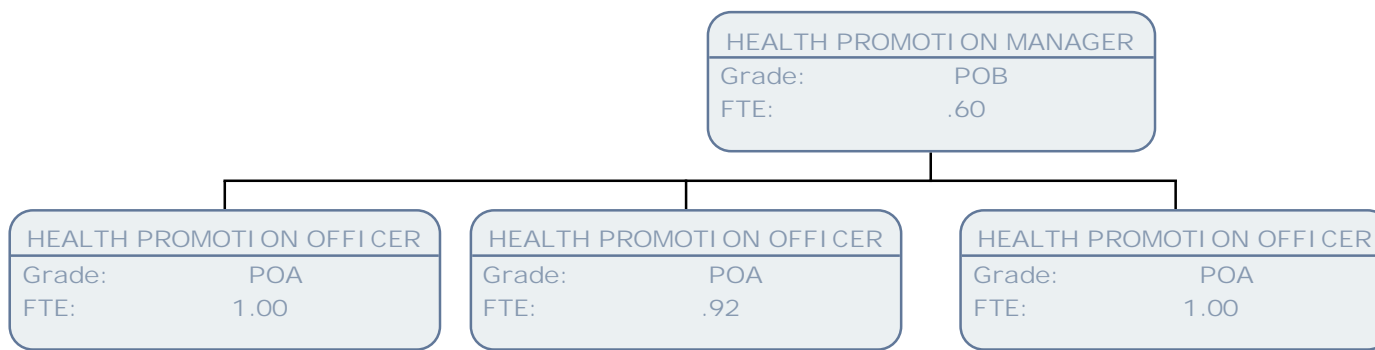 HEALTH PROMOTION MANAGER
Grade: POB
FTE: .60
HEALTH PROMOTION OFFICER
Grade: POA
FTE: 1.00
HEALTH PROMOTION OFFICER
Grade: POA
FTE: .92
HEALTH PROMOTION OFFICER
Grade: POA
FTE: 1.00